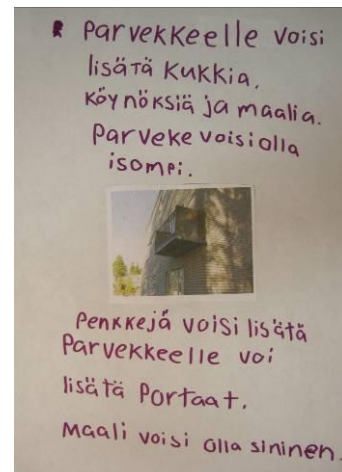 Parvekkeelle voisi
lisätä kukkia,
köynöksiä ja maalia.
Parveke voisi olla
isompi.
Penkkejä voisi lisätä
Parvekkeelle voi
lisätä Portaat.
Maali voisi olla sininen.